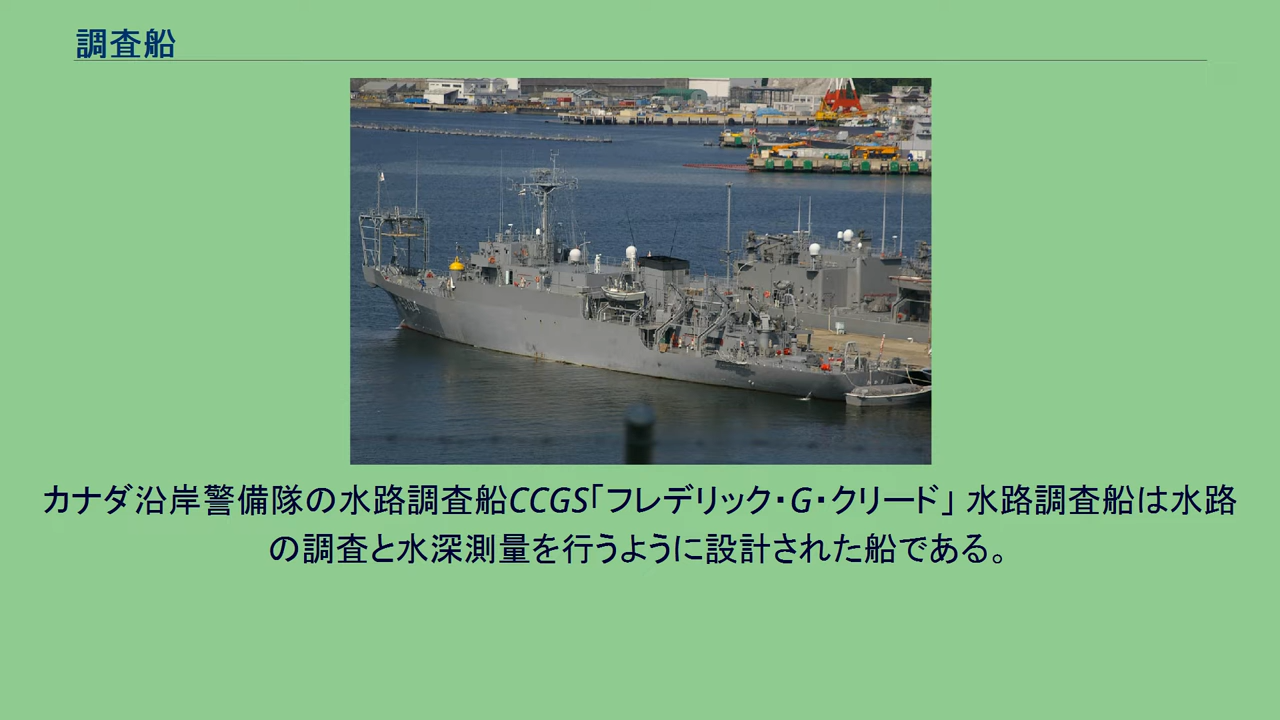 調査船
カナダ沿岸警備隊の水路調査船CCGS「フレデリック・G・クリード」 水路調査船は水路
の調査と水深測量を行うように設計された船である。